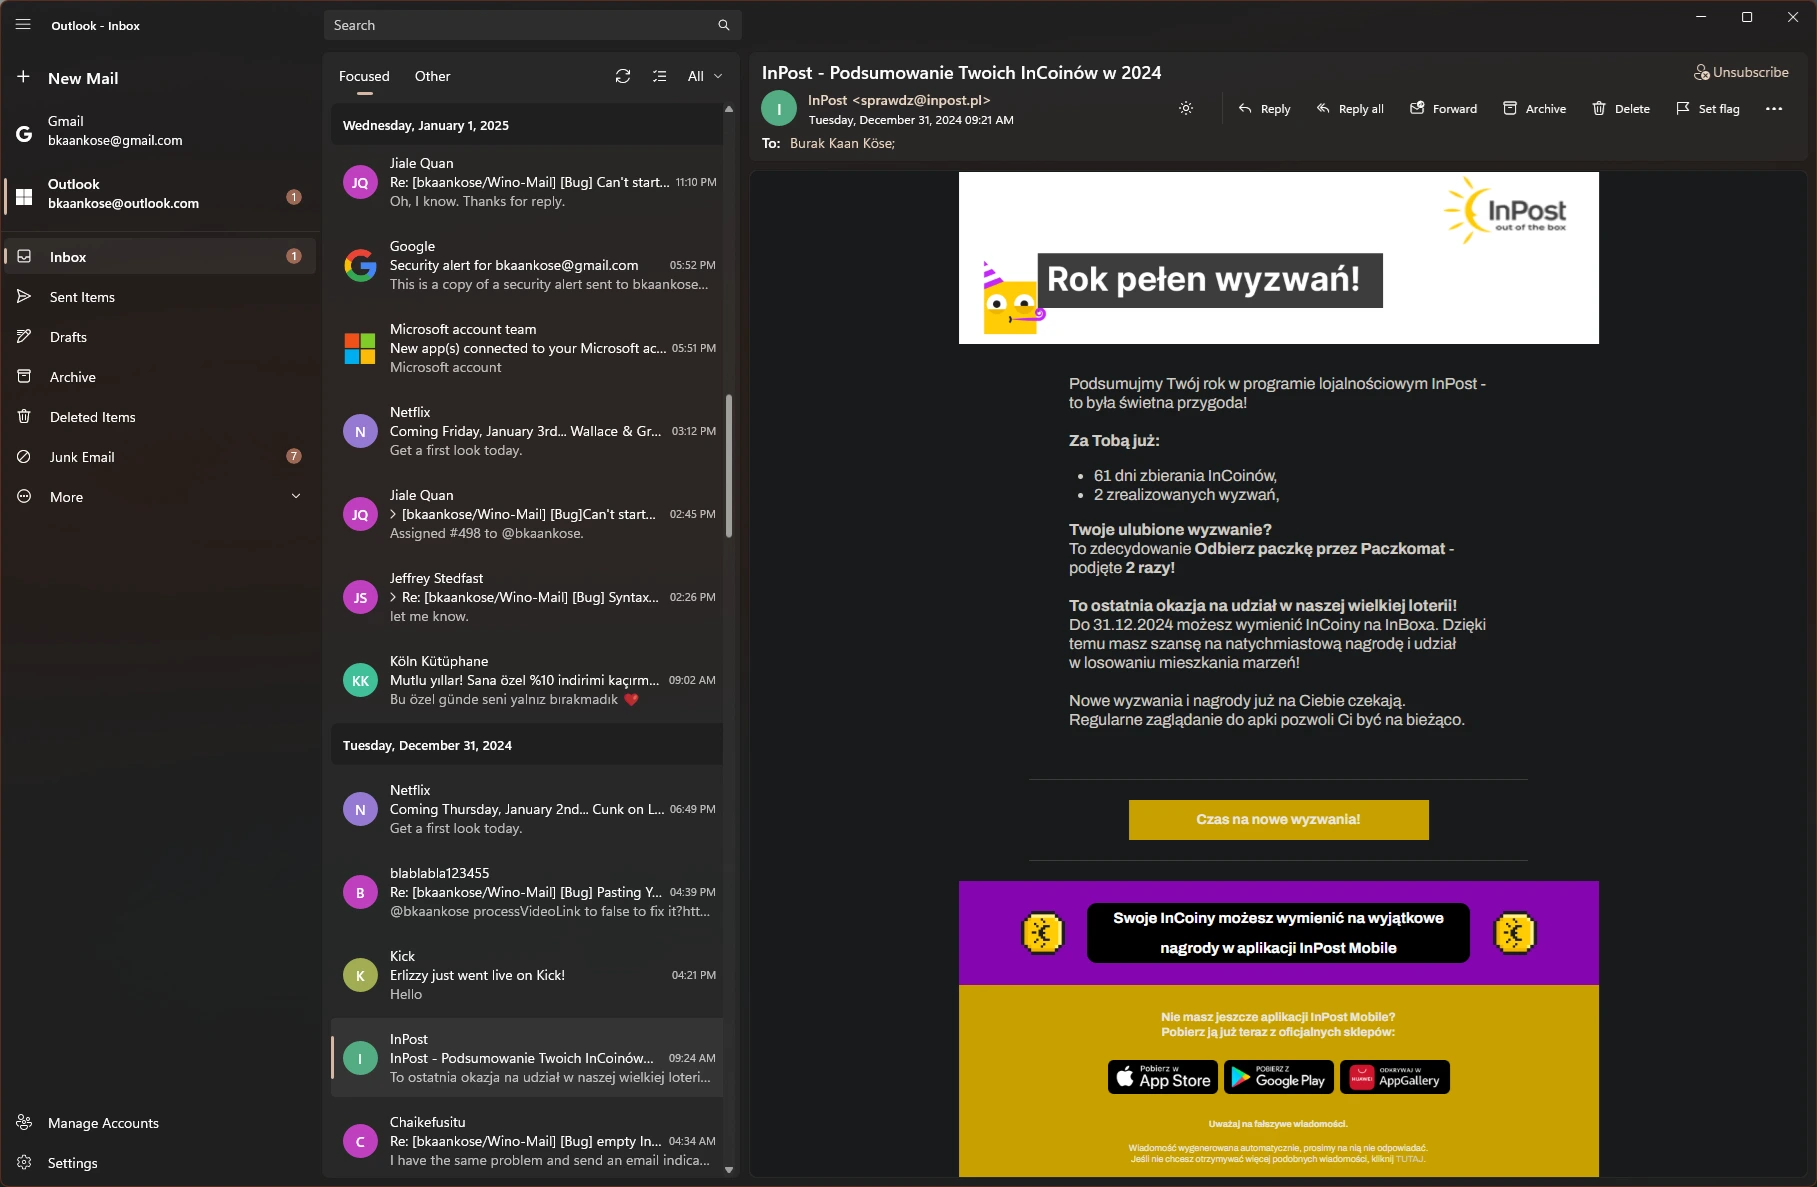 Outlook - Inbox
Search
New Mail
Gmail
bkaankose@gmail.com
Outlook
bkaankose@outlook.com
1
Inbox
1
Sent Items
Drafts
Archive
Deleted Items
Junk Email
7
More
Manage Accounts
Settings
Focused
Other
All
Wednesday, January 1, 2025
JQ
Jiale Quan
Re: [bkaankose/Wino-Mail] [Bug] Can't start...
11:10 PM
Oh, I know. Thanks for reply.
Google
Security alert for bkaankose@gmail.com
05:52 PM
This is a copy of a security alert sent to bkaankose...
Microsoft account team
New app(s) connected to your Microsoft ac...
05:51 PM
Microsoft account
N
Netflix
Coming Friday, January 3rd... Wallace & Gr...
03:12 PM
Get a first look today.
JQ
Jiale Quan
[bkaankose/Wino-Mail] [Bug]Can't start...
02:45 PM
Assigned #498 to @bkaankose.
JS
Jeffrey Stedfast
Re: [bkaankose/Wino-Mail] [Bug] Syntax...
02:26 PM
let me know.
KK
Köln Kütüphane
Mutlu yıllar! Sana özel %10 indirimi kaçırm...
09:02 AM
Bu özel günde seni yalnız bırakmadık ❤️
Tuesday, December 31, 2024
N
Netflix
Coming Thursday, January 2nd... Cunk on L...
06:49 PM
Get a first look today.
B
blablabla123455
Re: [bkaankose/Wino-Mail] [Bug] Pasting Y...
04:39 PM
@bkaankose processVideoLink to false to fix it?htt...
K
Kick
Erlizzy just went live on Kick!
04:21 PM
Hello
I
InPost
InPost - Podsumowanie Twoich InCoinów...
09:24 AM
To ostatnia okazja na udział w naszej wielkiej loteri...
C
Chaikefusitu
Re: [bkaankose/Wino-Mail] [Bug] empty In...
04:34 AM
I have the same problem and send an email indica...
InPost - Podsumowanie Twoich InCoinów w 2024
Unsubscribe
I
InPost <sprawdz@inpost.pl>
Tuesday, December 31, 2024 09:21 AM
Reply
Reply all
Forward
Archive
Delete
Set flag
To: Burak Kaan Köse;
InPost
out of the box
Rok pełen wyzwań!
Podsumujmy Twój rok w programie lojalnościowym InPost -
to była świetna przygoda!
Za Tobą już:
• 61 dni zbierania InCoinów,
• 2 zrealizowanych wyzwań,
Twoje ulubione wyzwanie?
To zdecydowanie Odbierz paczkę przez Paczkomat -
podjęte 2 razy!
To ostatnia okazja na udział w naszej wielkiej loterii!
Do 31.12.2024 możesz wymienić InCoiny na InBoxa. Dzięki
temu masz szansę na natychmiastową nagrodę i udział
w losowaniu mieszkania marzeń!
Nowe wyzwania i nagrody już na Ciebie czekają.
Regularne zaglądanie do apki pozwoli Ci być na bieżąco.
Czas na nowe wyzwania!
Swoje InCoiny możesz wymienić na wyjątkowe
nagrody w aplikacji InPost Mobile
Nie masz jeszcze aplikacji InPost Mobile?
Pobierz ją już teraz z oficjalnych sklepów:
Pobierz w
App Store
POBIERZ Z
Google Play
HUAWEI
ODKRYWAJ W
AppGallery
Uważaj na fałszywe wiadomości.
Wiadomość wygenerowana automatycznie, prosimy na nią nie odpowiadać.
Jeśli nie chcesz otrzymywać więcej podobnych wiadomości, kliknij TUTAJ.